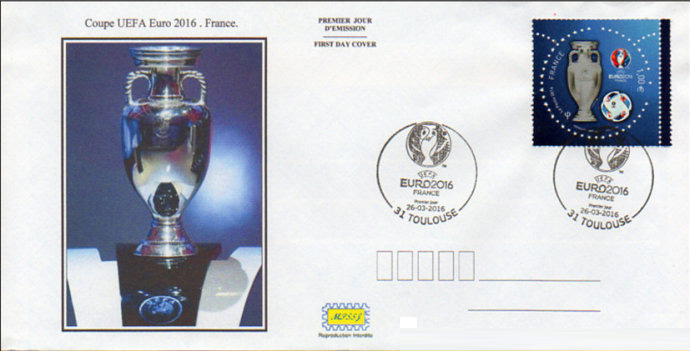 Coupe UEFA Euro 2016 . France.
PREMIER JOUR
D'EMISSION
FIRST DAY COVER
FRANCE
1,00 €
EURO2016
FRANCE
UEFA
EURO2016
FRANCE
Premier jour
26-03-2016
31 TOULOUSE
UEFA
EURO2016
FRANCE
Premier jour
26-03-2016
31 TOULOUSE
Reproduction Interdite